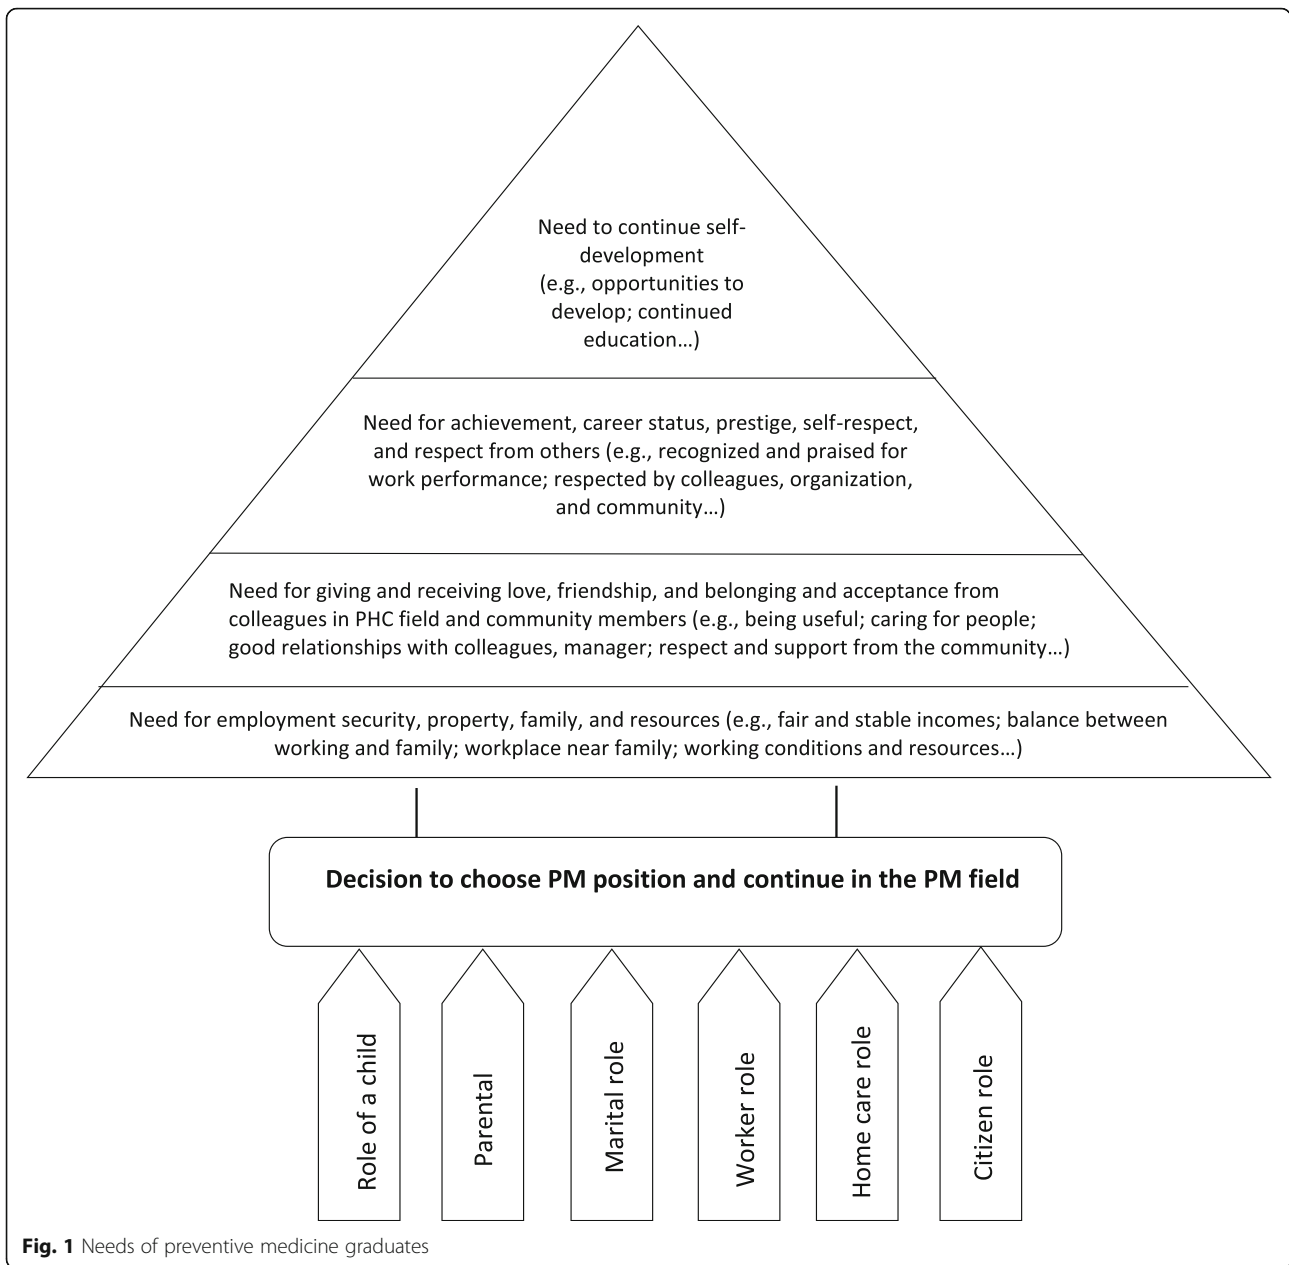 Need to continue self-
development
(e.g., opportunities to
develop; continued
education…)
Need for achievement, career status, prestige, self-respect,
and respect from others (e.g., recognized and praised for
work performance; respected by colleagues, organization,
and community…)
Need for giving and receiving love, friendship, and belonging and acceptance from
colleagues in PHC field and community members (e.g., being useful; caring for people;
good relationships with colleagues, manager; respect and support from the community…)
Need for employment security, property, family, and resources (e.g., fair and stable incomes; balance between
working and family; workplace near family; working conditions and resources…)
Decision to choose PM position and continue in the PM field
Role of a child
Parental
Marital role
Worker role
Home care role
Citizen role
Fig. 1 Needs of preventive medicine graduates